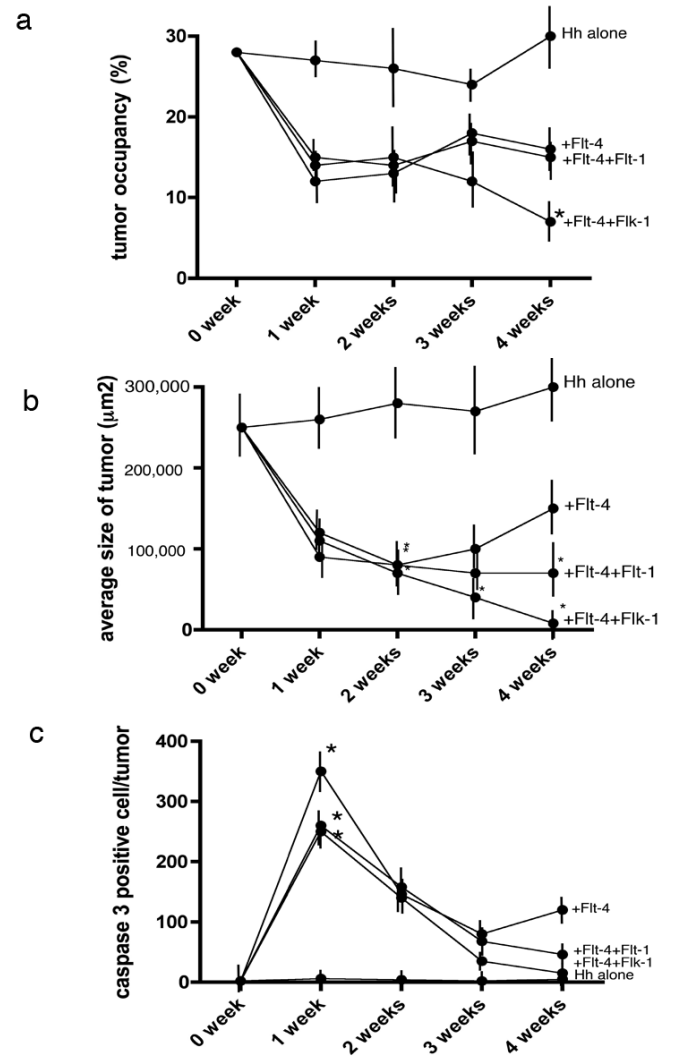 a
tumor occupancy (%)
30
20
10
0
Hh alone
+Flt-4
+Flt-4+Flt-1
*
+Flt-4+Flk-1
0 week
1 week
2 weeks
3 weeks
4 weeks
b
average size of tumor (μm2)
300,000
200,000
100,000
0
Hh alone
+Flt-4
*
*
*
*
+Flt-4+Flt-1
*
*
+Flt-4+Flk-1
0 week
1 week
2 weeks
3 weeks
4 weeks
c
caspase 3 positive cell/tumor
400
300
200
100
0
*
*
*
+Flt-4
+Flt-4+Flt-1
+Flt-4+Flk-1
Hh alone
0 week
1 week
2 weeks
3 weeks
4 weeks